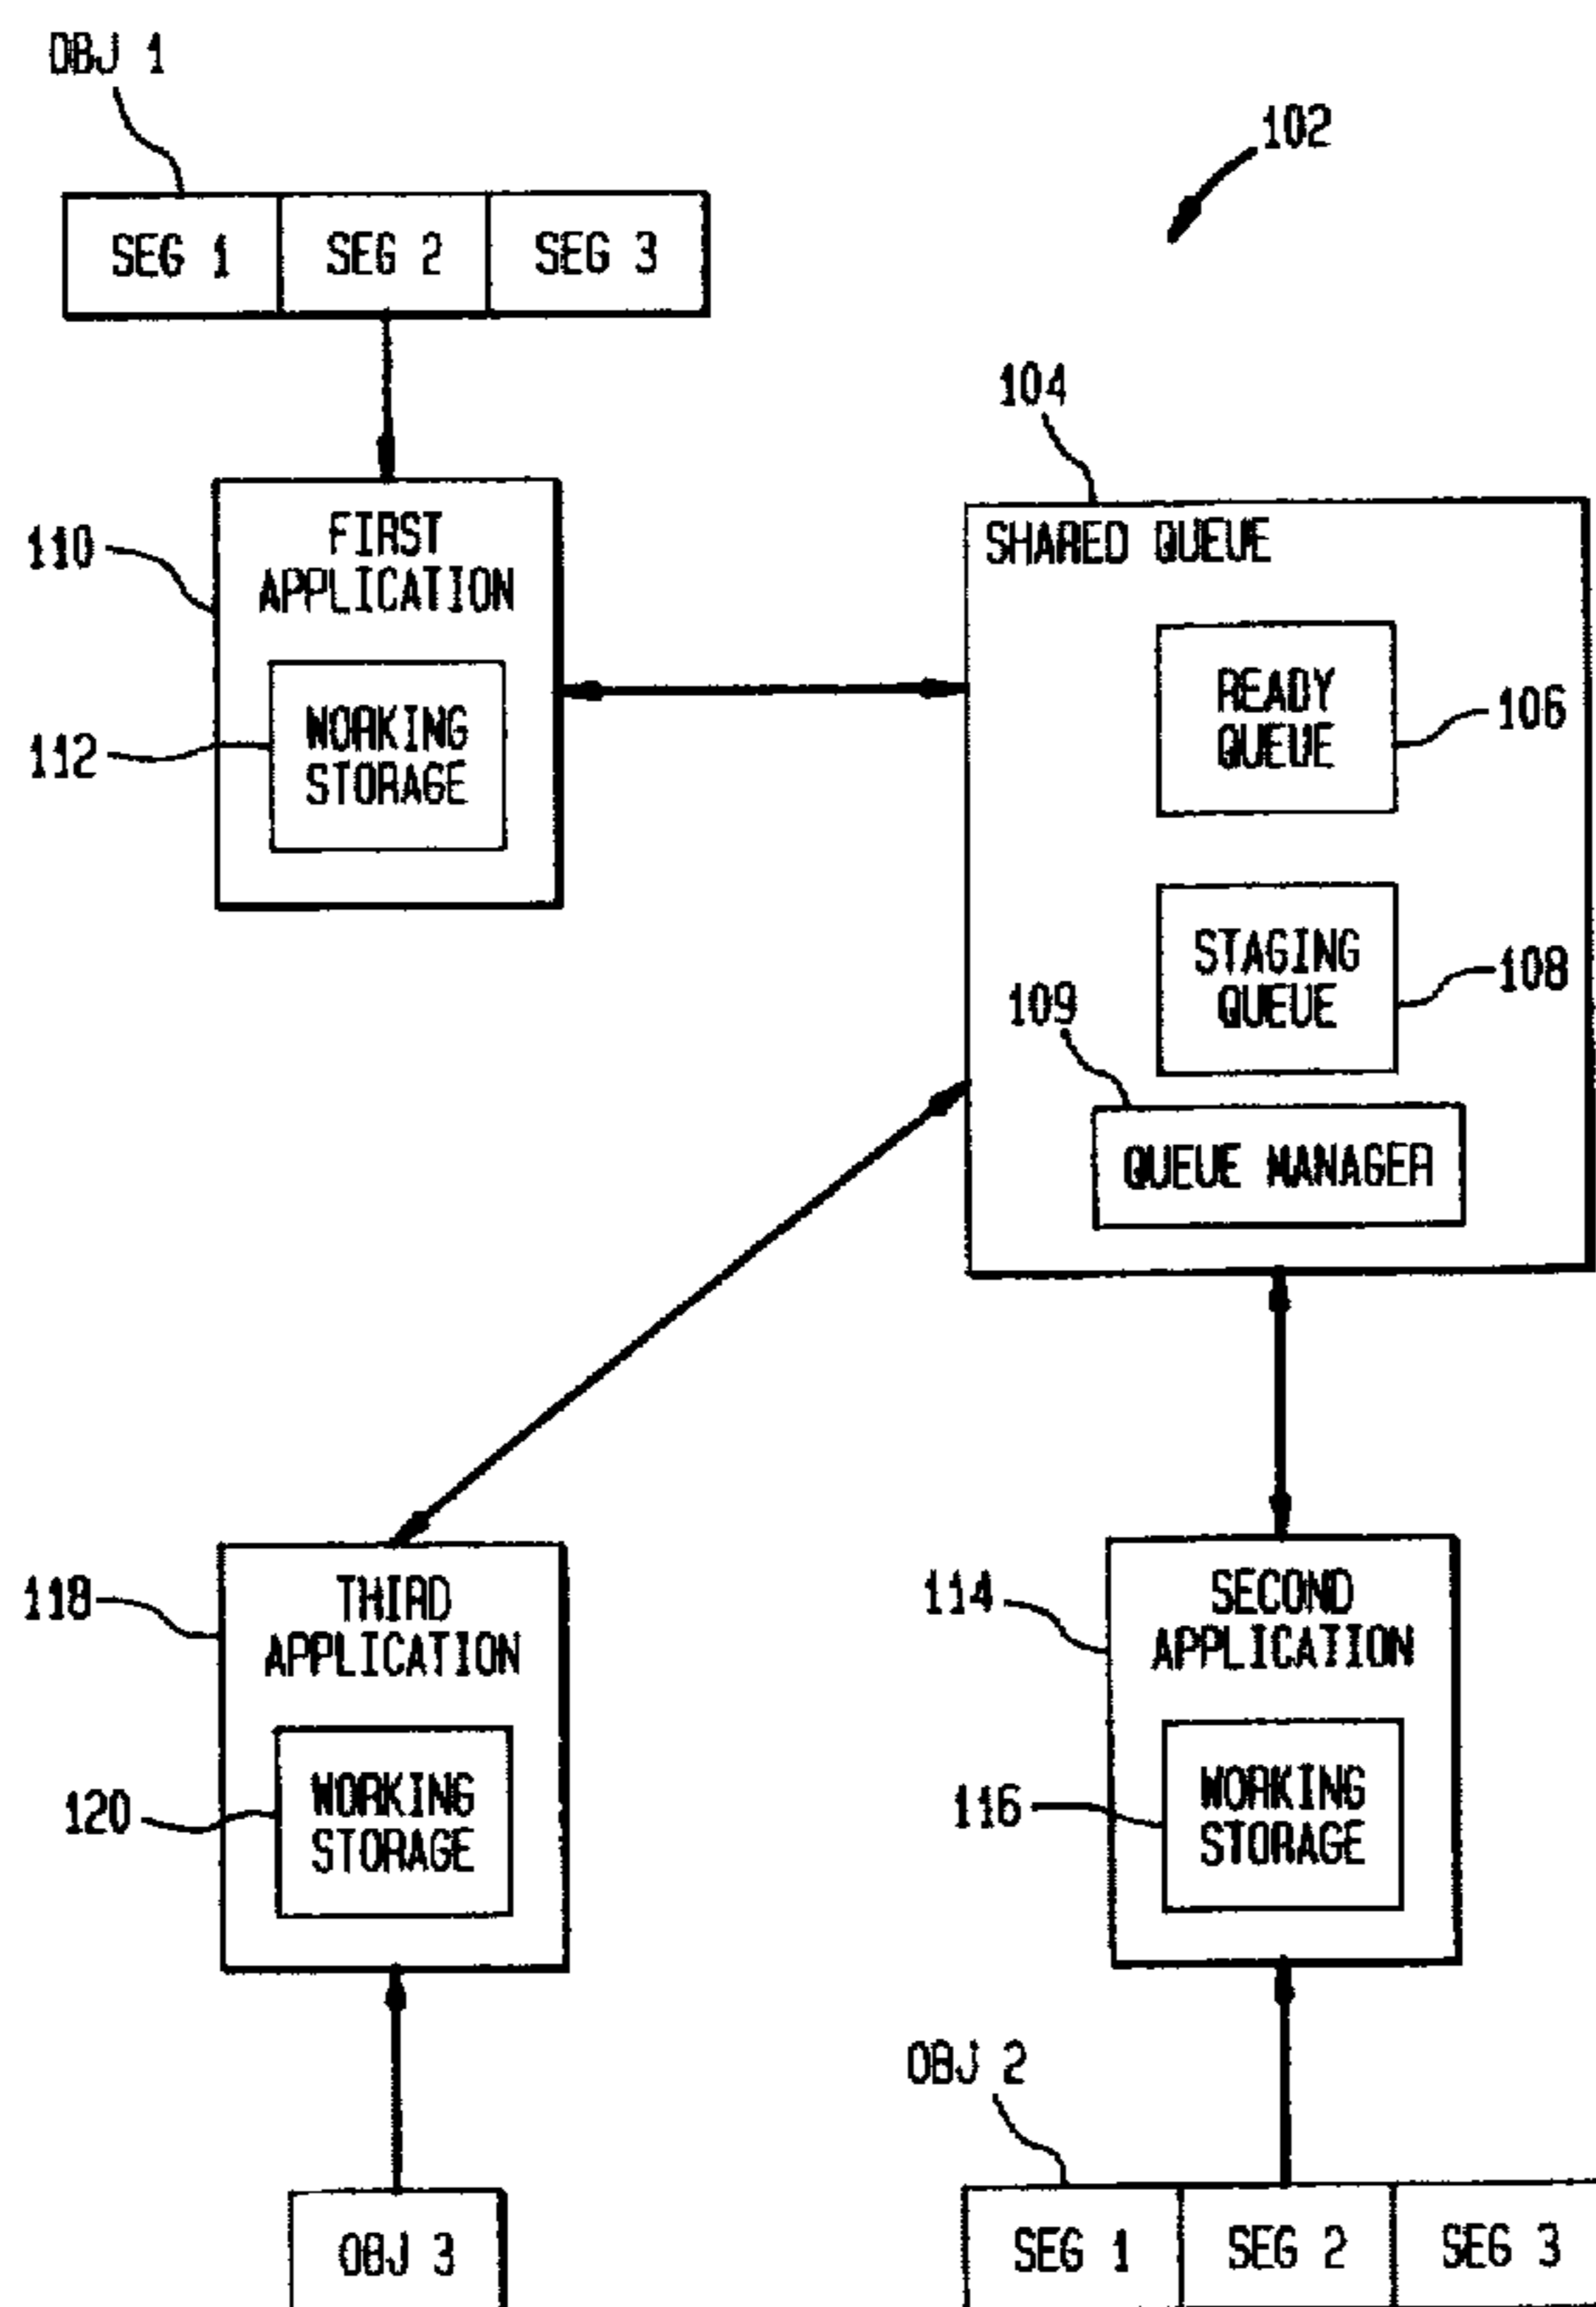 OBJ 1
102
SEG 1 SEG 2 SEG 3
104
110
FIRST
APPLICATION
SHARED QUEUE
112
WORKING
STORAGE
READY
QUEUE
106
STAGING
QUEUE
108
109
QUEUE MANAGER
118
THIRD
APPLICATION
114
SECOND
APPLICATION
120
WORKING
STORAGE
116
WORKING
STORAGE
OBJ 2
OBJ 3
SEG 1 SEG 2 SEG 3